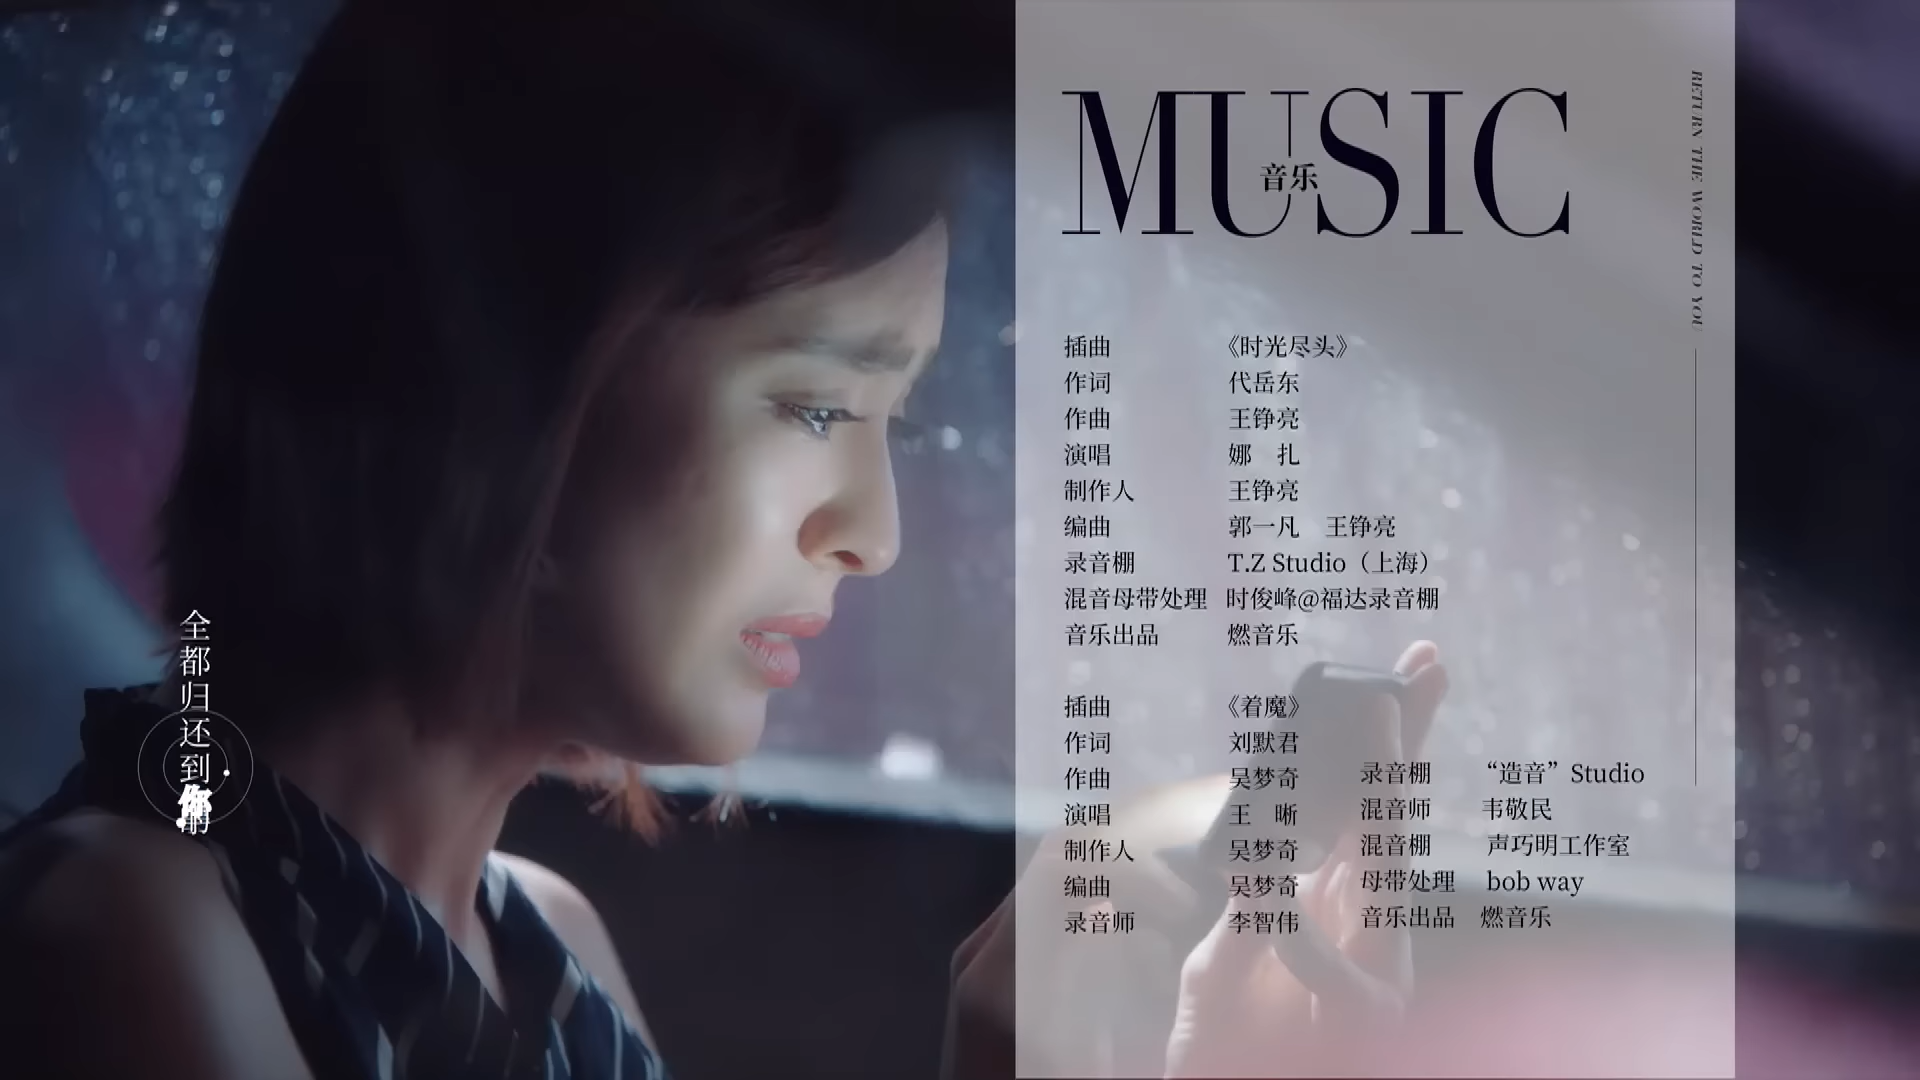 MUSIC
音乐
RETURN THE WORLD TO YOU
插曲 《时光尽头》
作词 代岳东
作曲 王铮亮
演唱 娜 扎
制作人 王铮亮
编曲 郭一凡 王铮亮
录音棚 T.Z Studio（上海）
混音母带处理 时俊峰@福达录音棚
音乐出品 燃音乐
插曲 《着魔》
作词 刘默君
作曲 吴梦奇
演唱 王 晰
制作人 吴梦奇
编曲 吴梦奇
录音师 李智伟
录音棚 “造音”Studio
混音师 韦敬民
混音棚 声巧明工作室
母带处理 bob way
音乐出品 燃音乐
全都归还到你